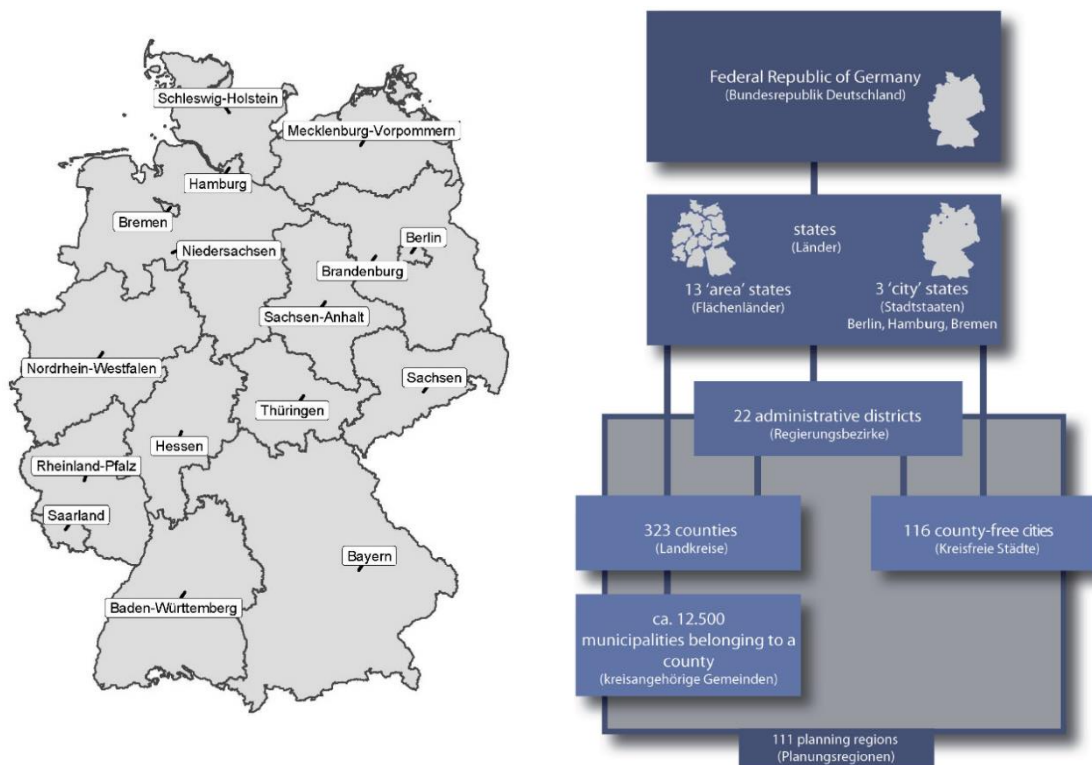 Schleswig-Holstein
Mecklenburg-Vorpommern
Hamburg
Bremen
Niedersachsen
Berlin
Brandenburg
Sachsen-Anhalt
Nordrhein-Westfalen
Sachsen
Thüringen
Hessen
Rheinland-Pfalz
Saarland
Bayern
Baden-Württemberg
Federal Republic of Germany
(Bundesrepublik Deutschland)
states
(Länder)
13 'area' states
(Flächenländer)
3 'city' states
(Stadtstaaten)
Berlin, Hamburg, Bremen
22 administrative districts
(Regierungsbezirke)
323 counties
(Landkreise)
116 county-free cities
(Kreisfreie Städte)
ca. 12.500
municipalities belonging to a
county
(kreisangehörige Gemeinden)
111 planning regions
(Planungsregionen)